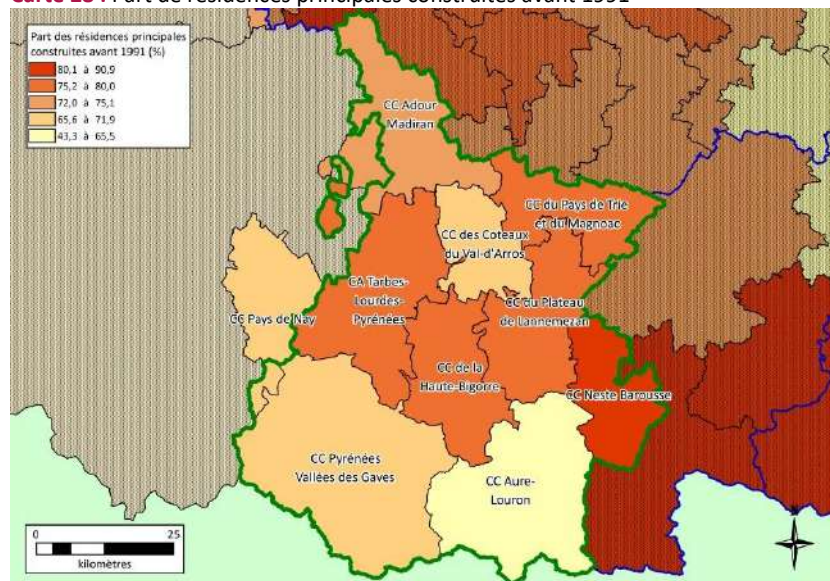 Carte 28 : Part de résidences principales construites avant 1991
Part des résidences principales
construites avant 1991 (%)
80,1 à 90,9
75,2 à 80,0
72,0 à 75,1
65,6 à 71,9
43,3 à 65,5
CC Adour
Madiran
CC du Pays de Trie
et du Magnoac
CC des Coteaux
du Val-d'Arros
CA Tarbes-
Lourdes-
Pyrénées
CC Pays de Nay
CC du Plateau
de Lannemezan
CC de la
Haute-Bigorre
CC Neste Barousse
CC Pyrénées
Vallées des Gaves
CC Aure-
Louron
0 25
kilomètres